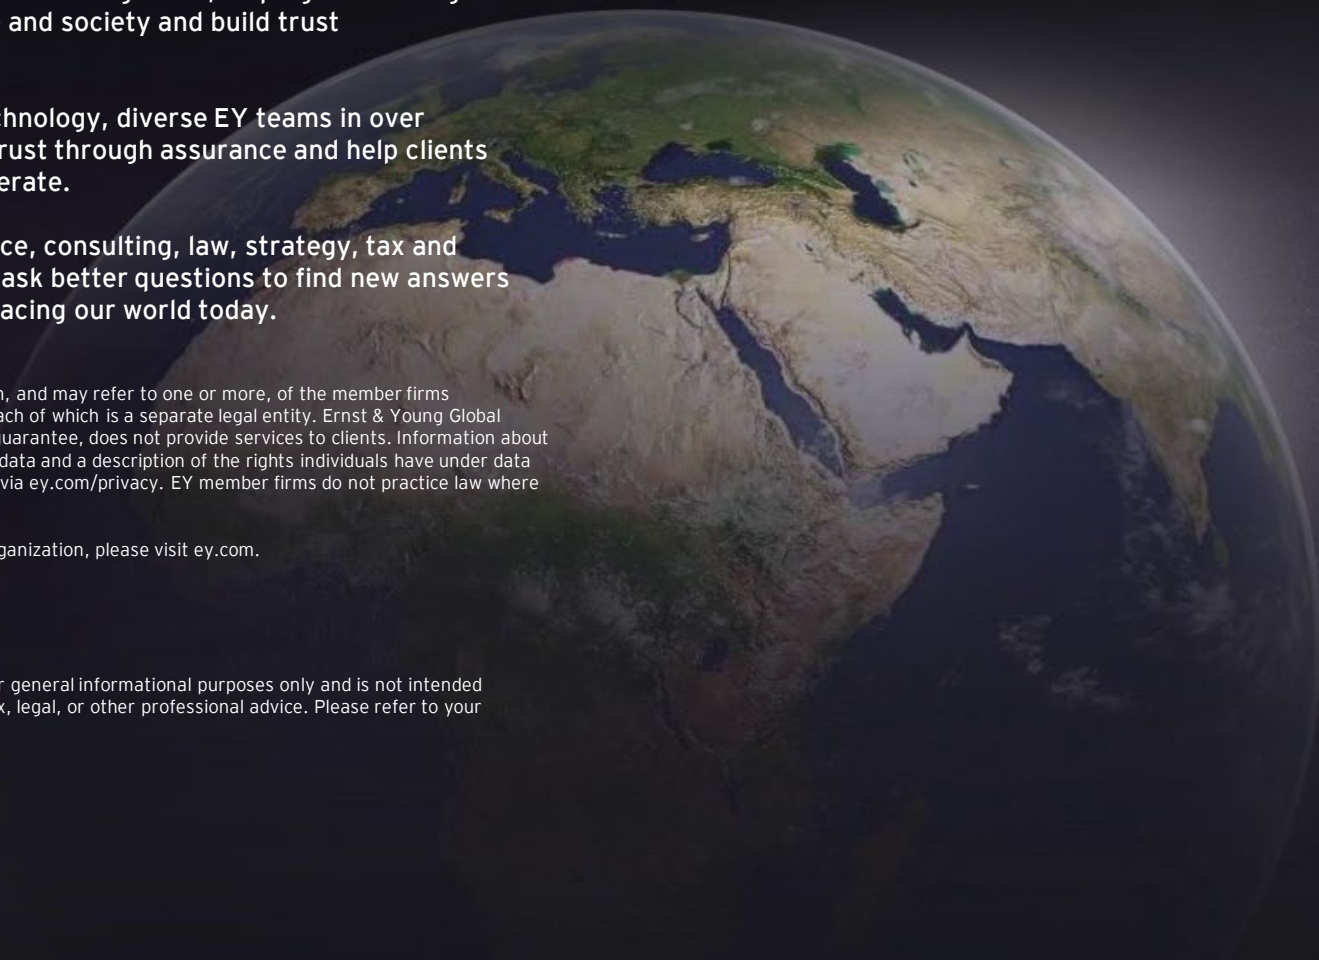 and society and build trust
chnology, diverse EY teams in over
rust through assurance and help clients
erate.
ce, consulting, law, strategy, tax and
ask better questions to find new answers
acing our world today.
n, and may refer to one or more, of the member firms
ach of which is a separate legal entity. Ernst & Young Global
guarantee, does not provide services to clients. Information about
data and a description of the rights individuals have under data
via ey.com/privacy. EY member firms do not practice law where
ganization, please visit ey.com.
r general informational purposes only and is not intended
x, legal, or other professional advice. Please refer to your